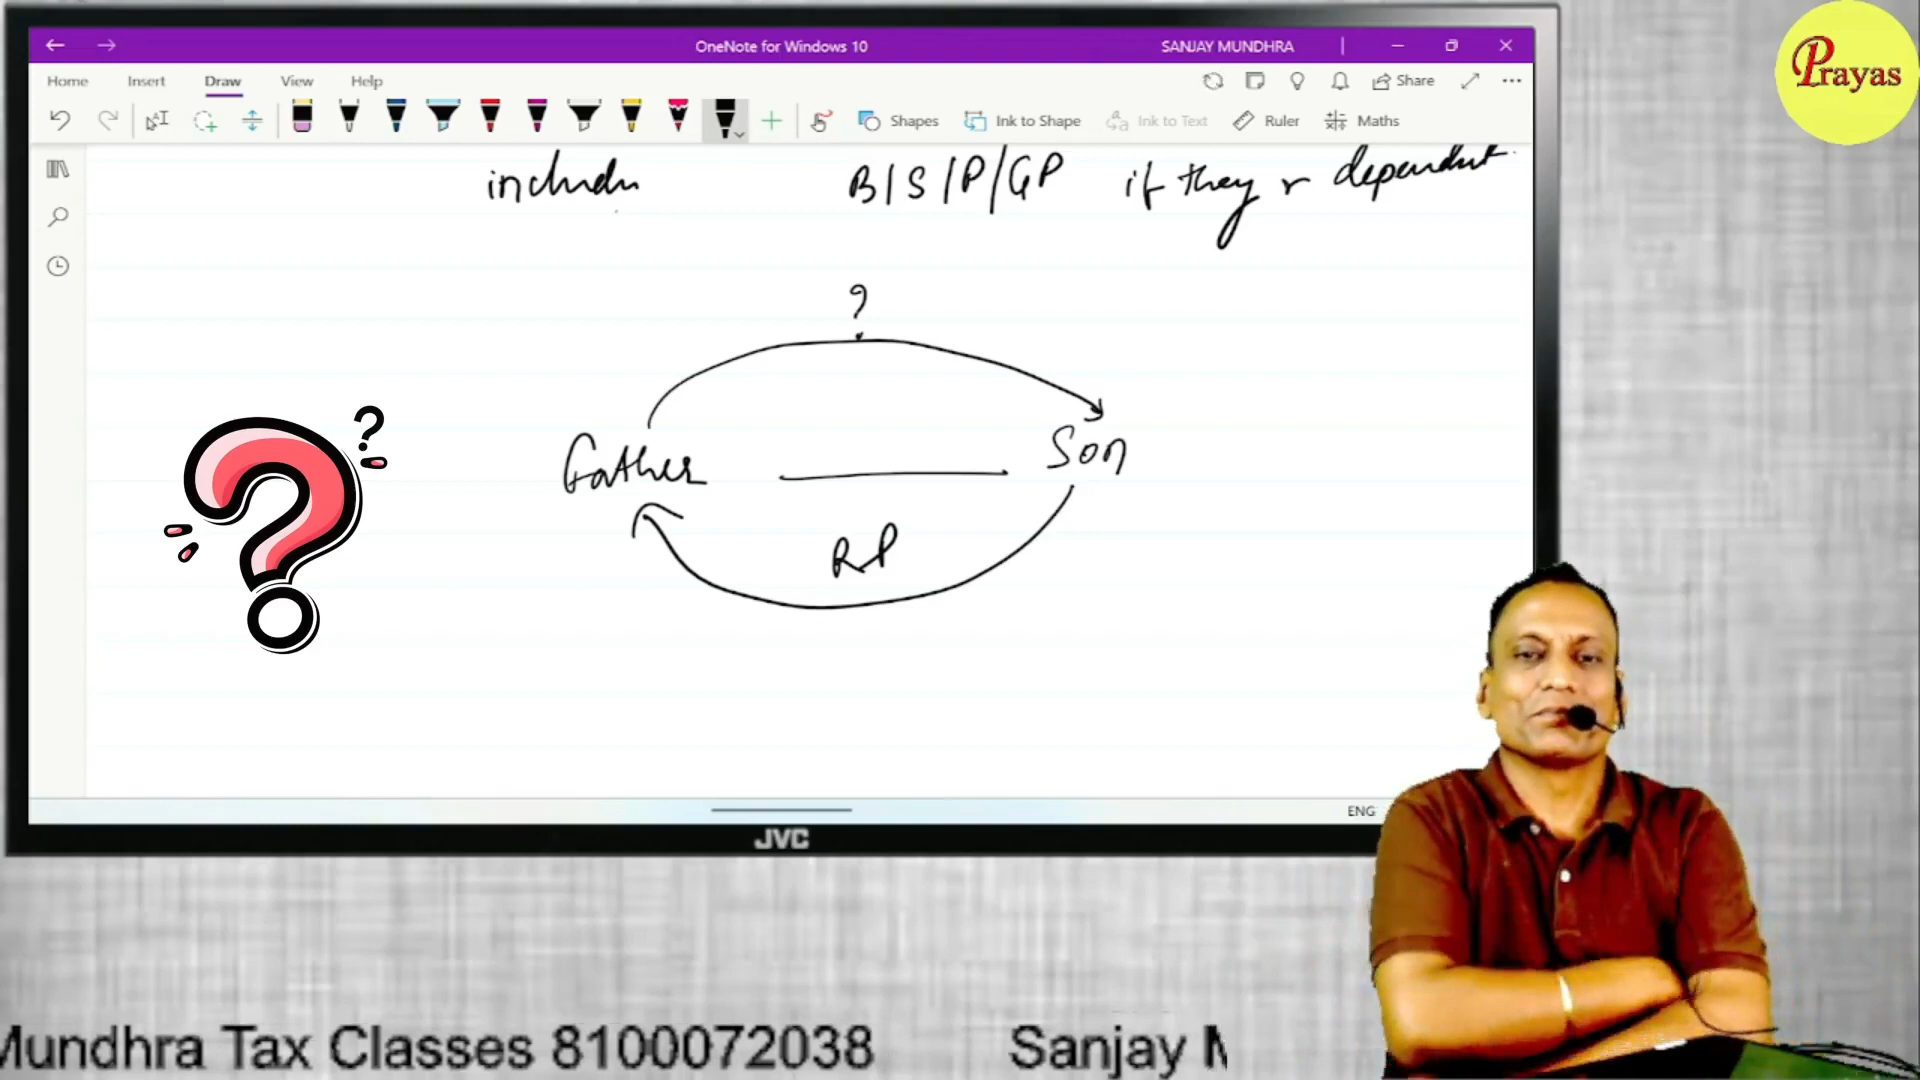 OneNote for Windows 10 SANJAY MUNDHRA
Prayas
Home Insert Draw View Help Share
Shapes Ink to Shape Ink to Text Ruler Maths
B/S/P/GP if they r dependent
?
?
Father Son
RP
ENG
JVC
Mundhra Tax Classes 8100072038 Sanjay M